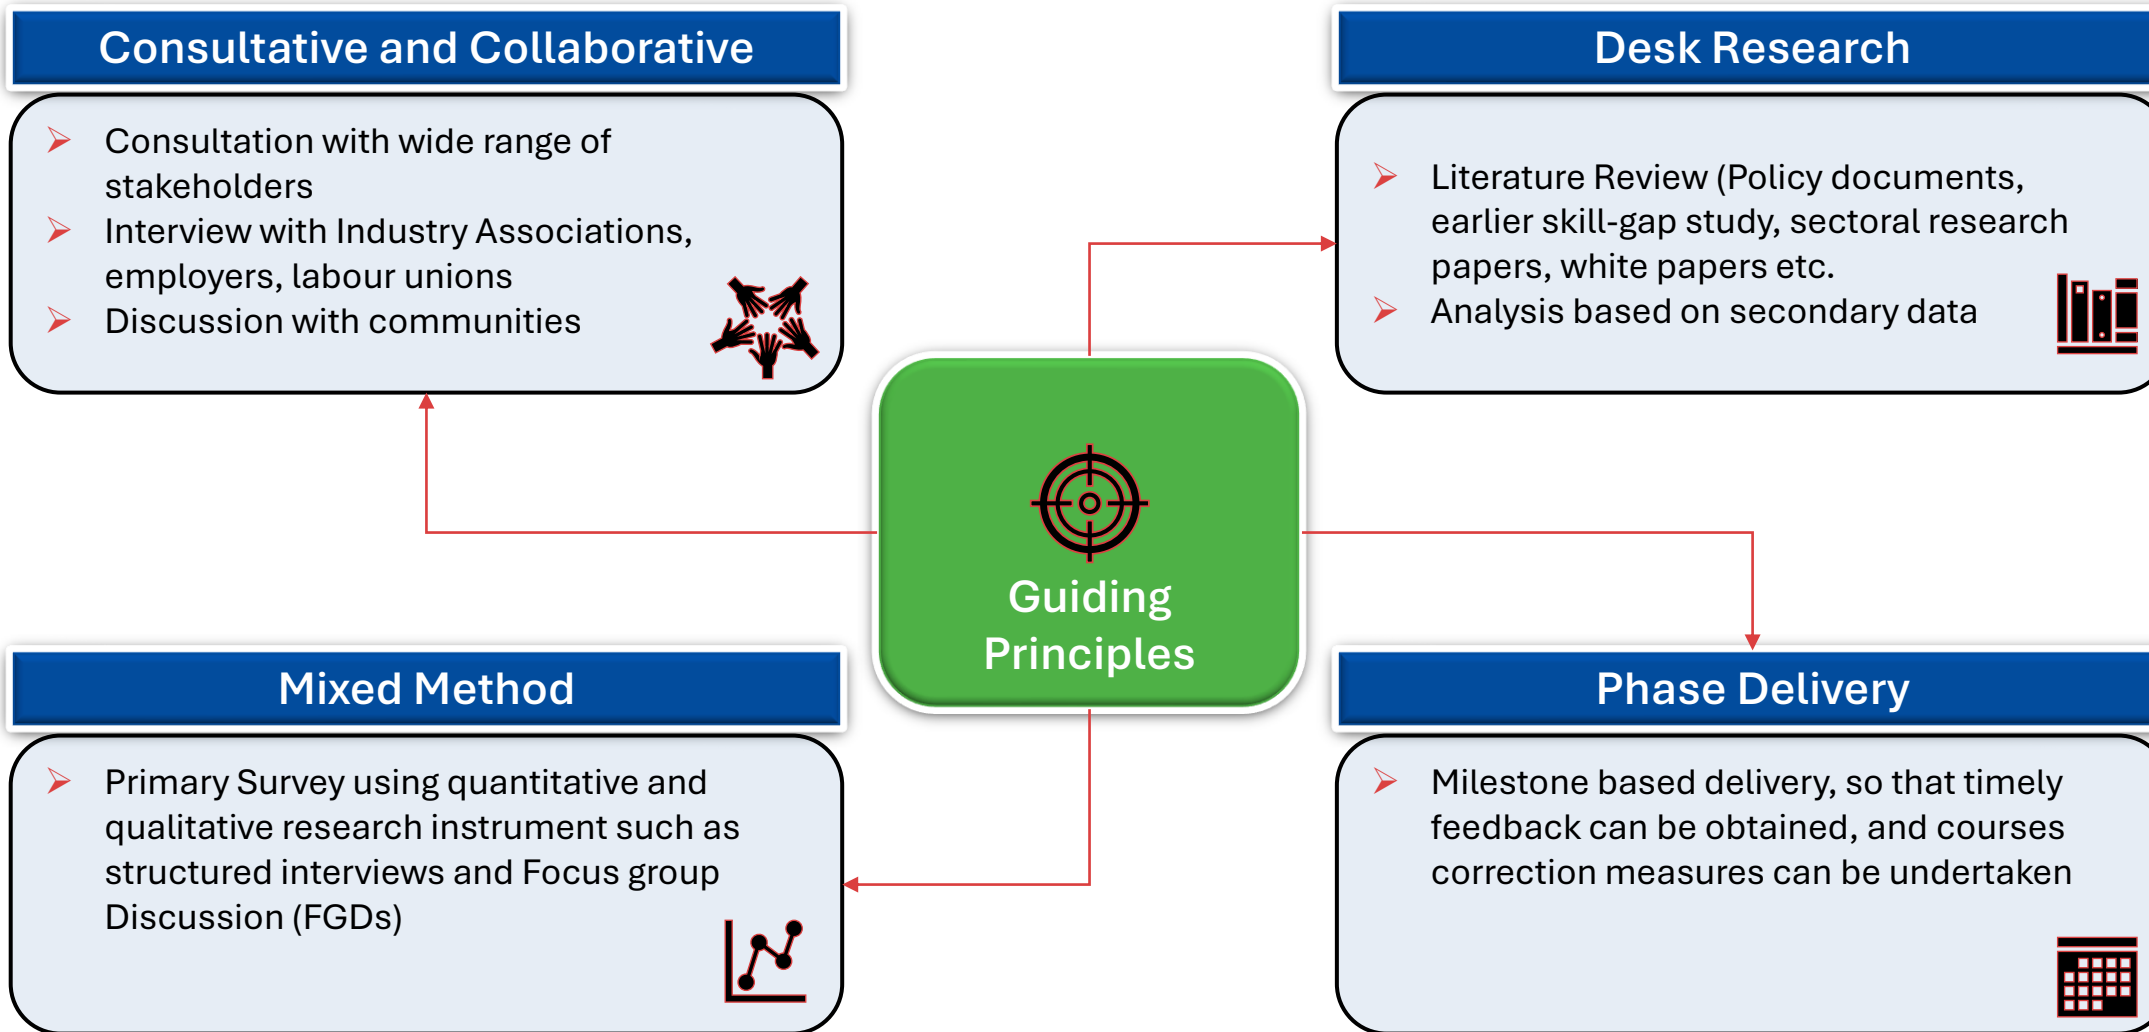 Consultative and Collaborative
Consultation with wide range of
stakeholders
Interview with Industry Associations,
employers, labour unions
Discussion with communities
Desk Research
Literature Review (Policy documents,
earlier skill-gap study, sectoral research
papers, white papers etc.
Analysis based on secondary data
Guiding
Principles
Mixed Method
Primary Survey using quantitative and
qualitative research instrument such as
structured interviews and Focus group
Discussion (FGDs)
Phase Delivery
Milestone based delivery, so that timely
feedback can be obtained, and courses
correction measures can be undertaken